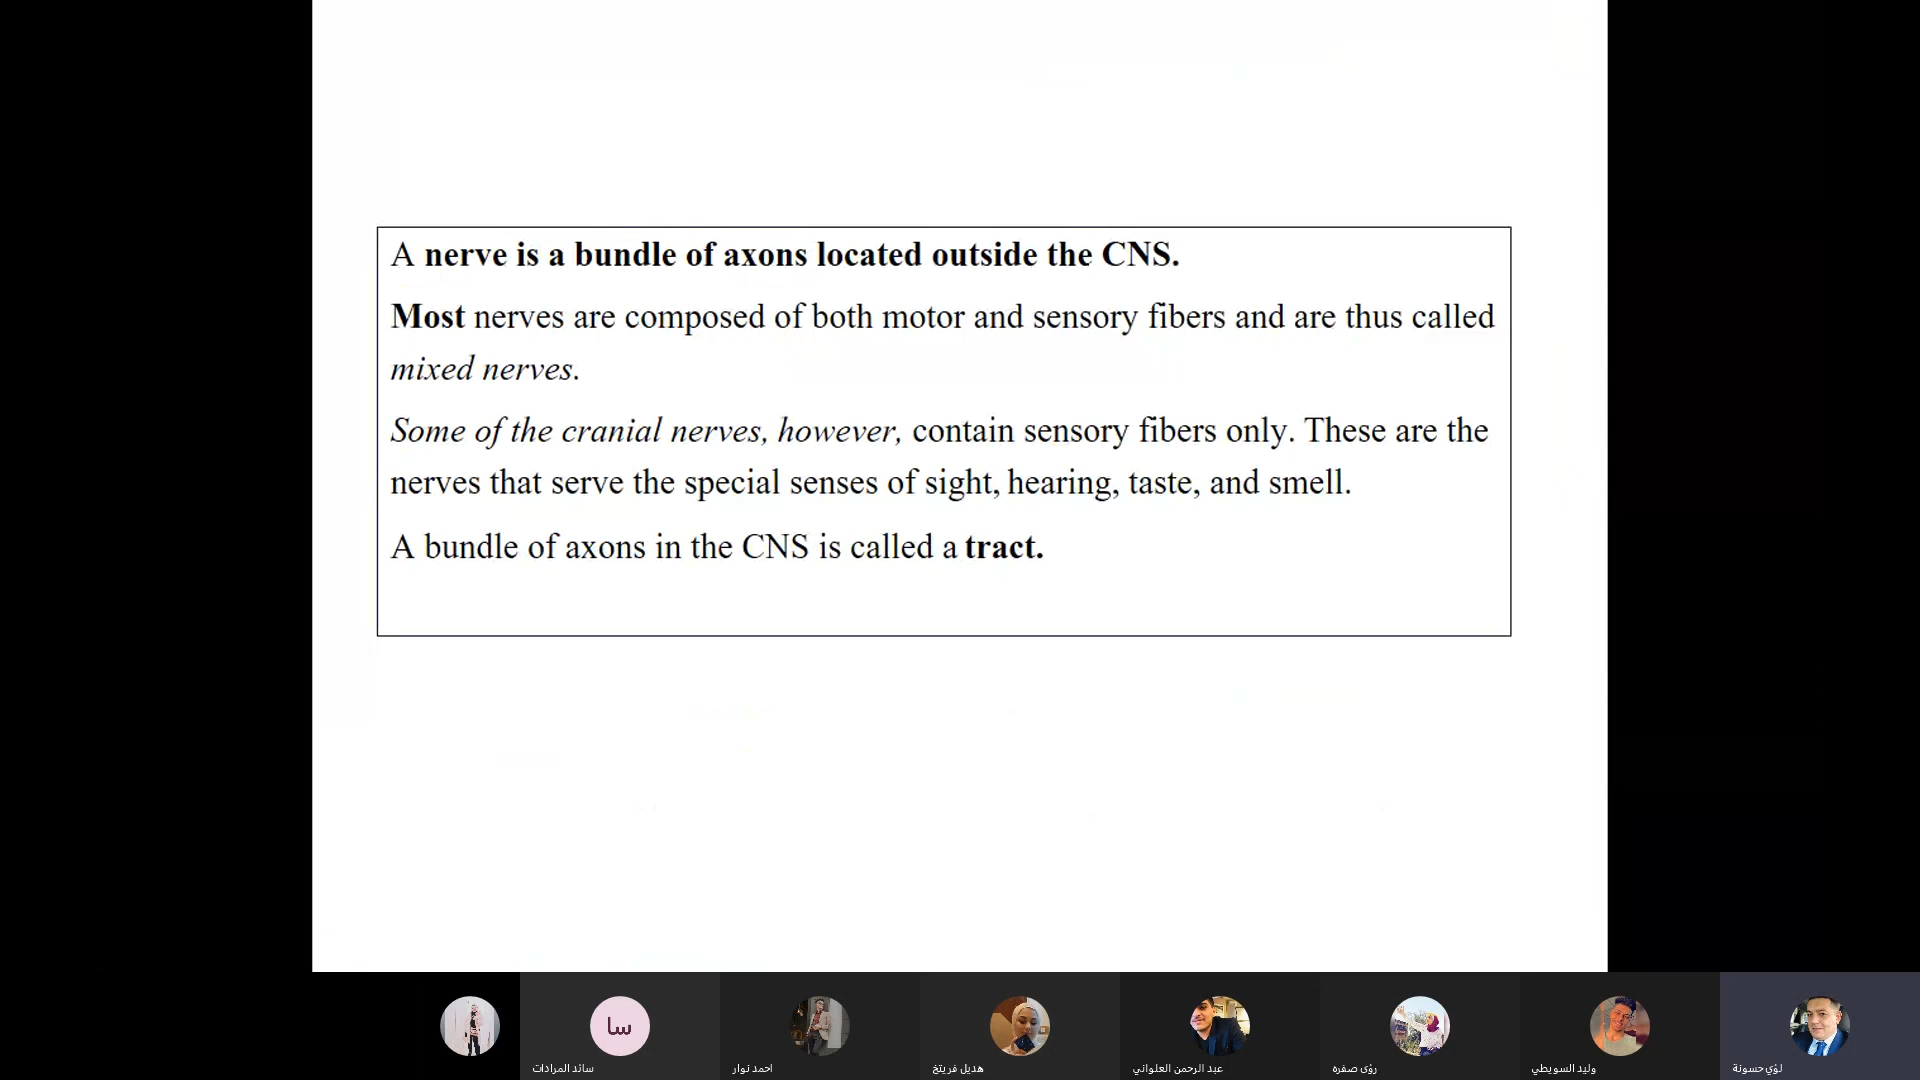 A nerve is a bundle of axons located outside the CNS.
Most nerves are composed of both motor and sensory fibers and are thus called
mixed nerves.
Some of the cranial nerves, however, contain sensory fibers only. These are the
nerves that serve the special senses of sight, hearing, taste, and smell.
A bundle of axons in the CNS is called a tract.
سا
سائد المرادات
احمد نوار
هديل فريتخ
عبد الرحمن العلواني
رؤى صفره
وليد السويطي
لؤي حسونة